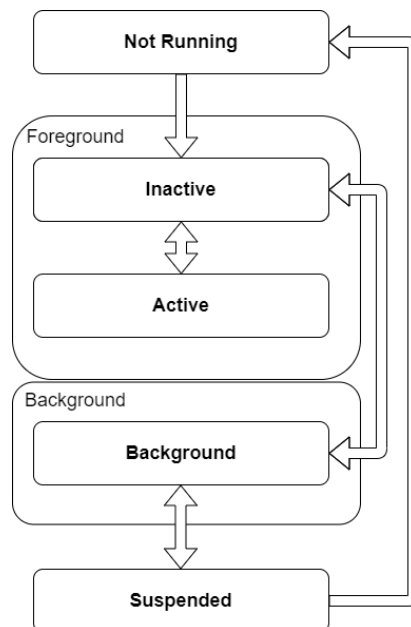 Not Running
Foreground
Inactive
Active
Background
Background
Suspended